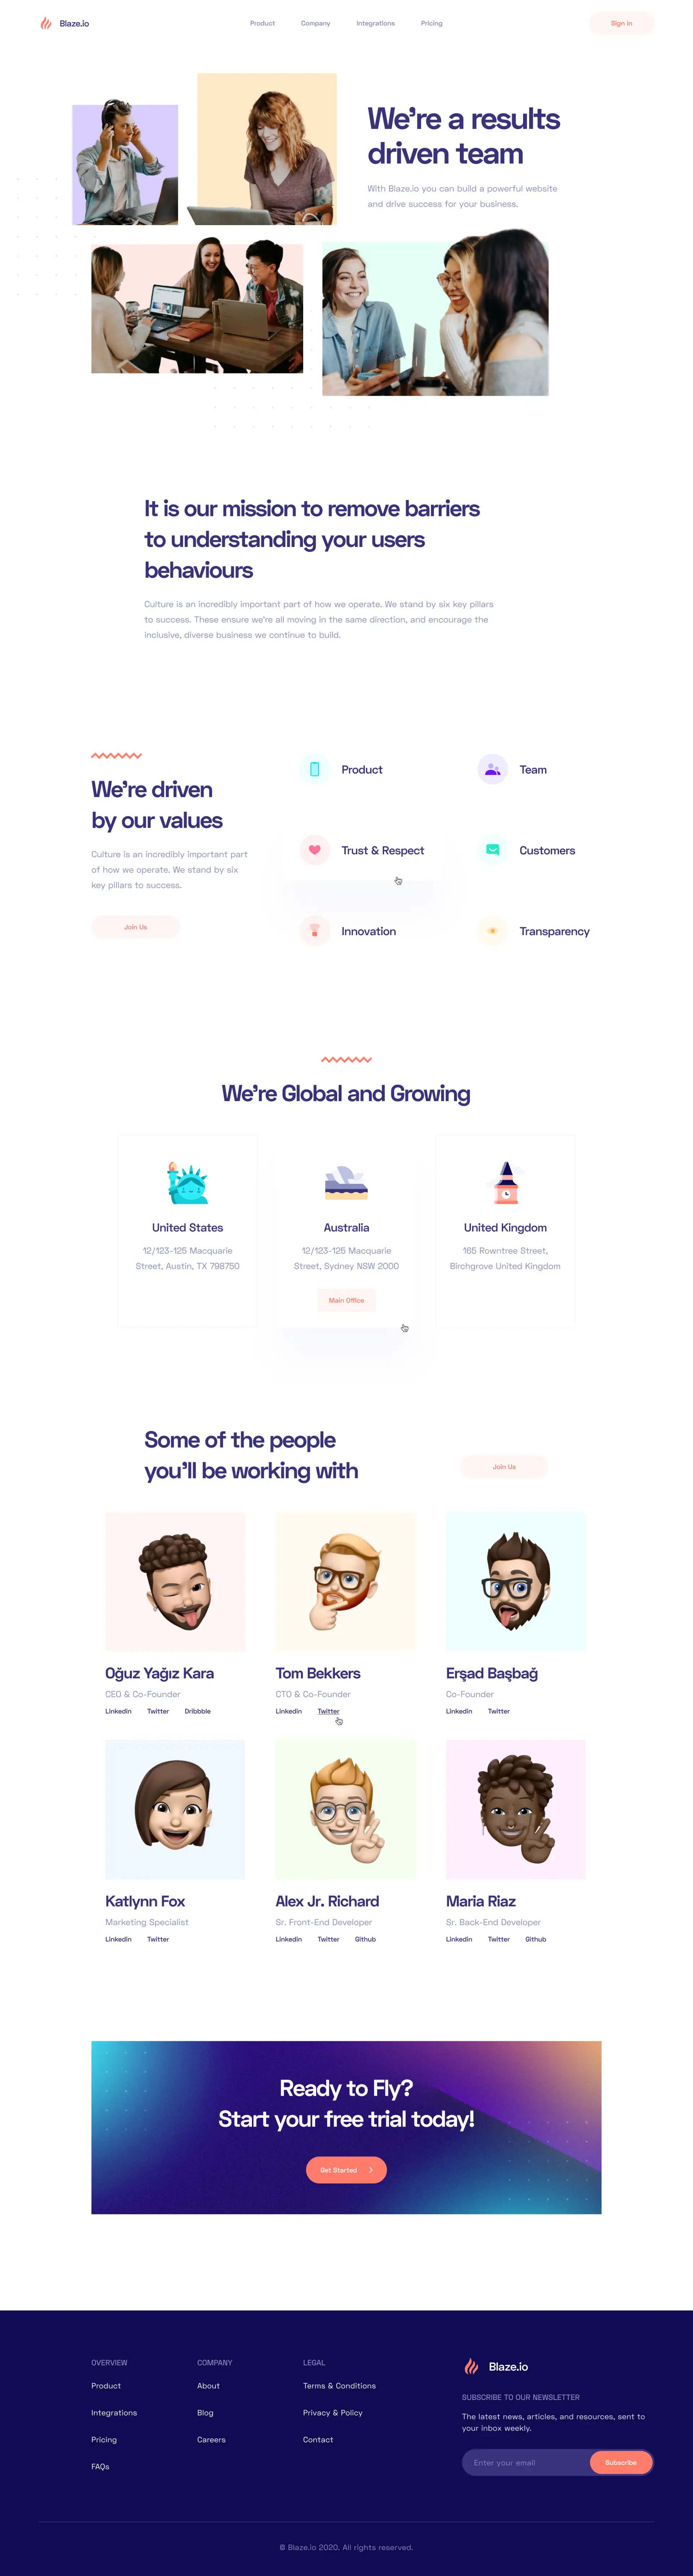 Blaze.io
Product
Company
Integrations
Pricing
Sign In
We're a results
driven team
With Blaze.io you can build a powerful website
and drive success for your business.
It is our mission to remove barriers
to understanding your users
behaviours
Culture is an incredibly important part of how we operate. We stand by six key pillars
to success. These ensure we're all moving in the same direction, and encourage the
inclusive, diverse business we continue to build.
We're driven
by our values
Culture is an incredibly important part
of how we operate. We stand by six
key pillars to success.
Join Us
Product
Team
Trust & Respect
Customers
Innovation
Transparency
We're Global and Growing
United States
12/123-125 Macquarie
Street, Austin, TX 798750
Australia
12/123-125 Macquarie
Street, Sydney NSW 2000
Main Office
United Kingdom
165 Rowntree Street,
Birchgrove United Kingdom
Some of the people
you'll be working with
Join Us
Oğuz Yağız Kara
CEO & Co-Founder
Linkedin Twitter Dribbble
Tom Bekkers
CTO & Co-Founder
Linkedin Twitter
Erşad Başbağ
Co-Founder
Linkedin Twitter
Katlynn Fox
Marketing Specialist
Linkedin Twitter
Alex Jr. Richard
Sr. Front-End Developer
Linkedin Twitter Github
Maria Riaz
Sr. Back-End Developer
Linkedin Twitter Github
Ready to Fly?
Start your free trial today!
Get Started
OVERVIEW
Product
Integrations
Pricing
FAQs
COMPANY
About
Blog
Careers
LEGAL
Terms & Conditions
Privacy & Policy
Contact
Blaze.io
SUBSCRIBE TO OUR NEWSLETTER
The latest news, articles, and resources, sent to
your inbox weekly.
Enter your email
Subscribe
© Blaze.io 2020. All rights reserved.